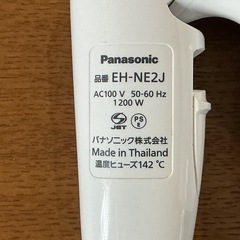 Panasonic
品番 EH-NE2J
AC100 V 50-60 Hz
1200 W
S JET PS E
パナソニック株式会社
Made in Thailand
温度ヒューズ142 ℃